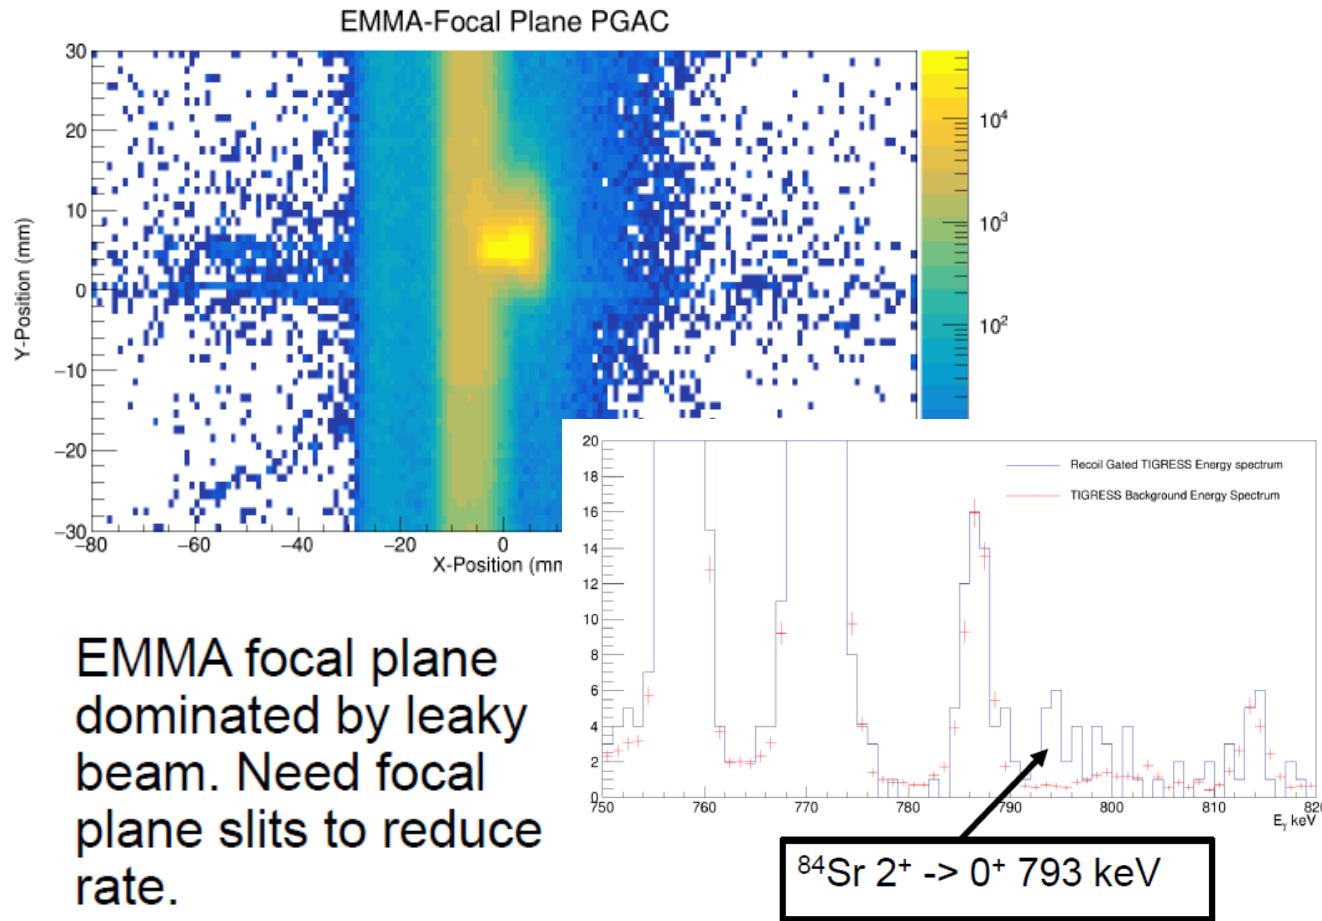 EMMA-Focal Plane PGAC
30
20
10
0
−10
−20
−30
Y-Position (mm)
−80
−60
−40
−20
0
X-Position (mm
10⁴
10³
10²
20
18
16
14
12
10
8
6
4
2
0
Recoil Gated TIGRESS Energy spectrum
TIGRESS Background Energy Spectrum
750
760
770
780
790
800
810
820
Eγ keV
EMMA focal plane
dominated by leaky
beam. Need focal
plane slits to reduce
rate.
⁸⁴Sr 2⁺ -> 0⁺ 793 keV